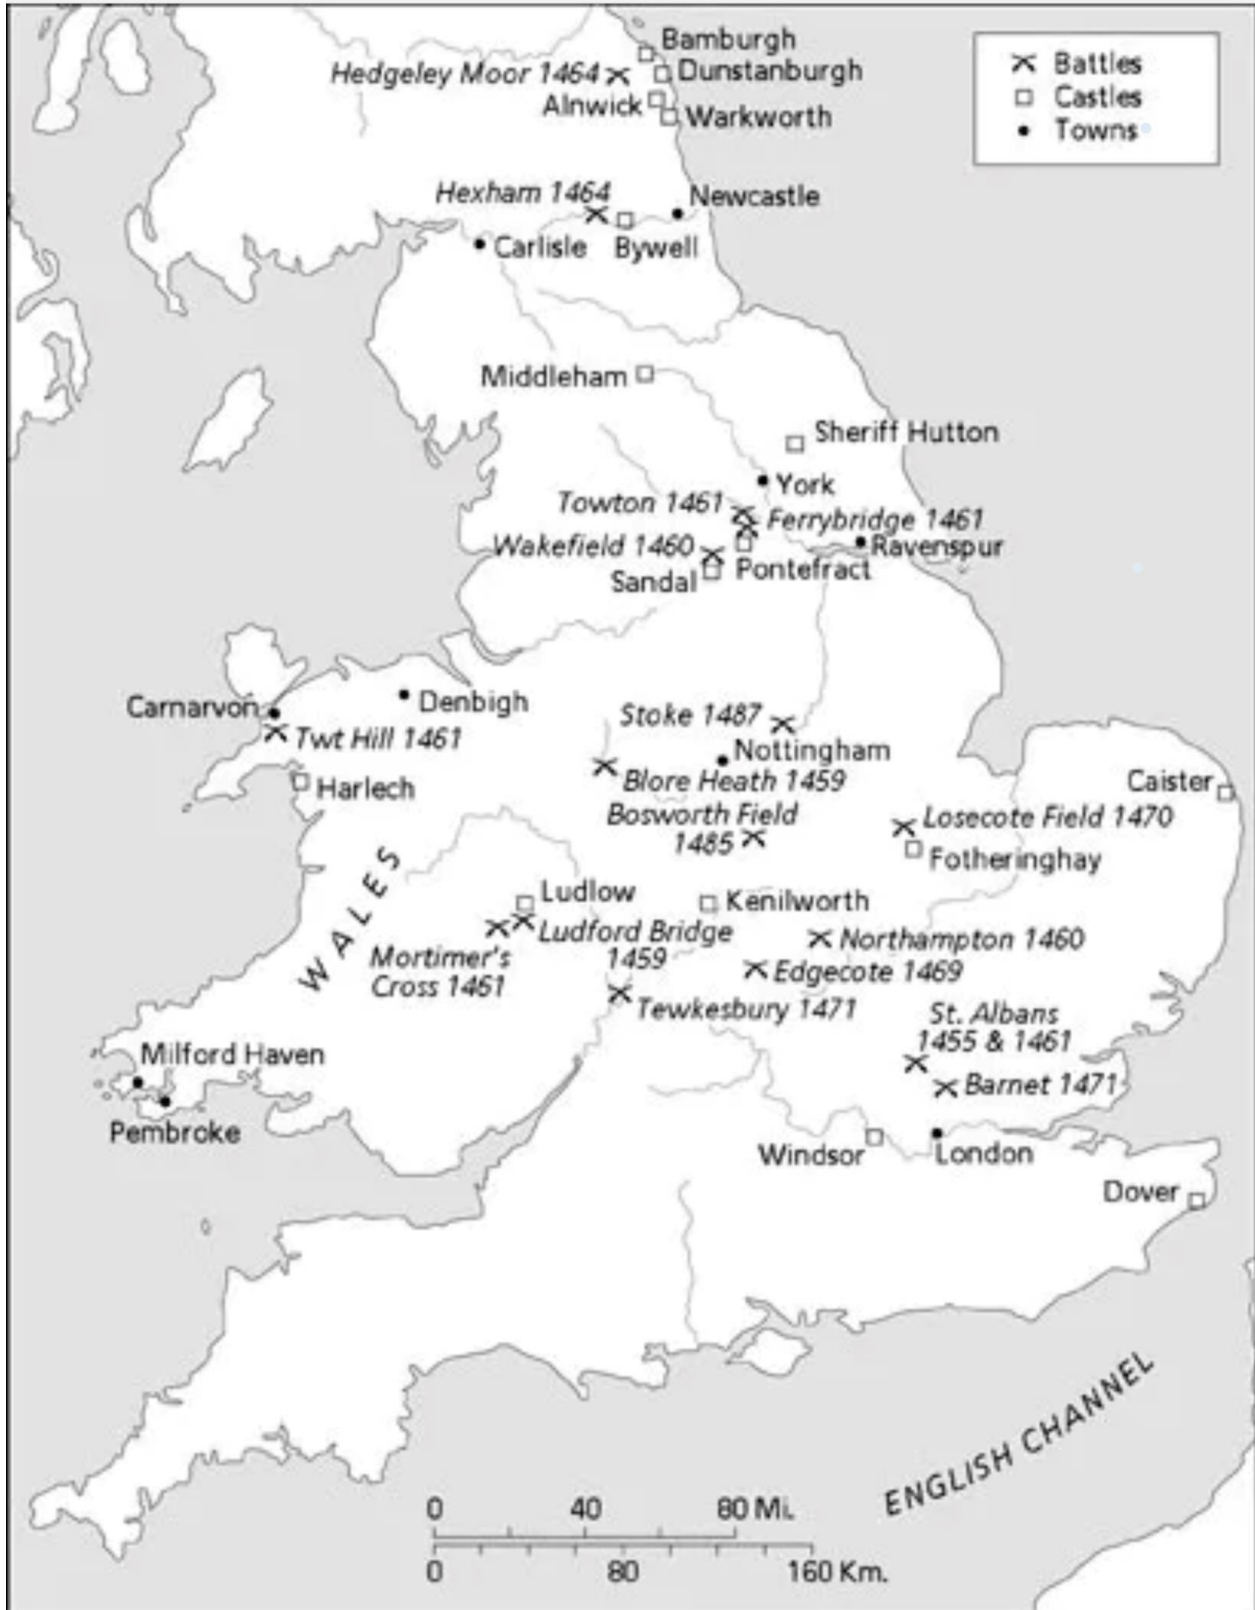 Bamburgh
Hedgeley Moor 1464
Dunstanburgh
Alnwick
Warkworth
Battles
Castles
Towns
Hexham 1464
Newcastle
Carlisle
Bywell
Middleham
Sheriff Hutton
York
Towton 1461
Ferrybridge 1461
Wakefield 1460
Ravenspur
Sandal
Pontefract
Carnarvon
Denbigh
Twt Hill 1461
Harlech
Stoke 1487
Nottingham
Blore Heath 1459
Bosworth Field
1485
Caister
Losecote Field 1470
Fotheringhay
WALES
Ludlow
Kenilworth
Ludford Bridge
1459
Mortimer's
Cross 1461
Northampton 1460
Edgecote 1469
Tewkesbury 1471
St. Albans
1455 & 1461
Barnet 1471
Milford Haven
Pembroke
Windsor
London
Dover
ENGLISH CHANNEL
0 40 80 Mi.
0 80 160 Km.